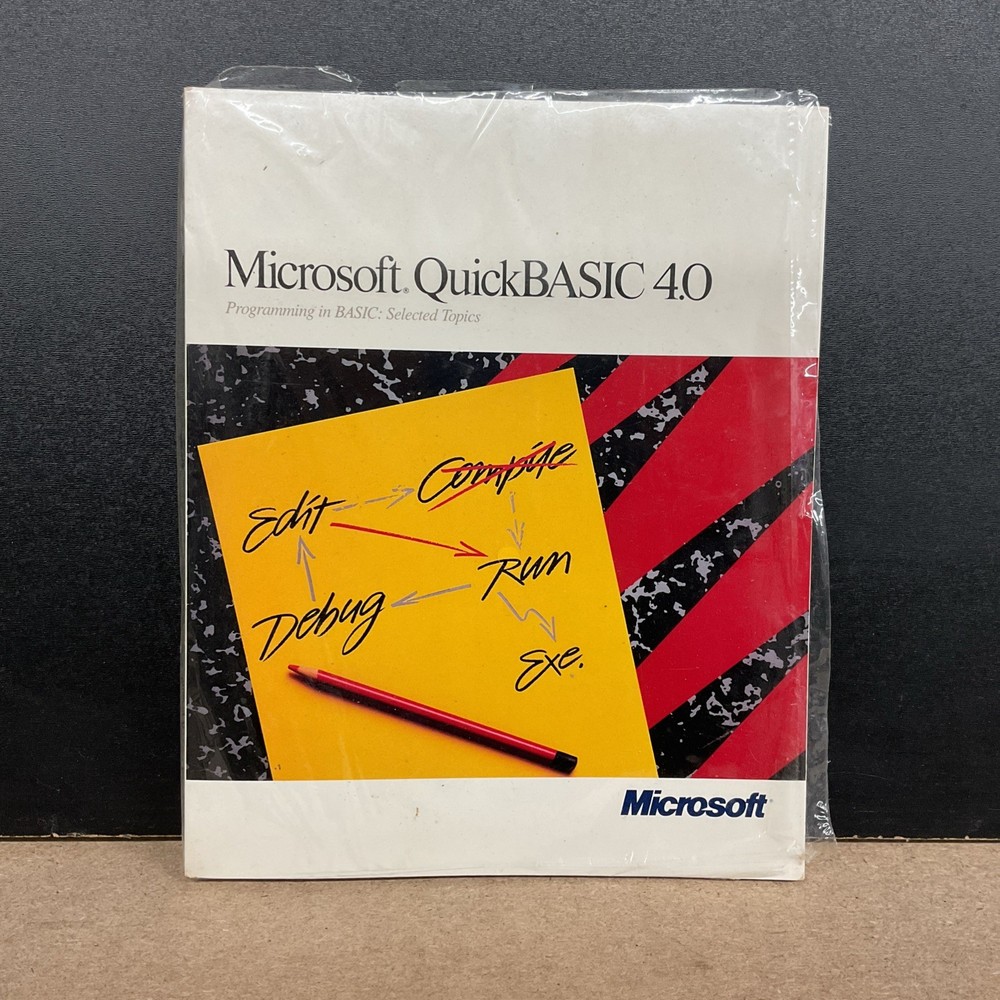 Microsoft® QuickBASIC 4.0
Programming in BASIC: Selected Topics
Compile
Edit
Run
Debug
Exe.
Microsoft®